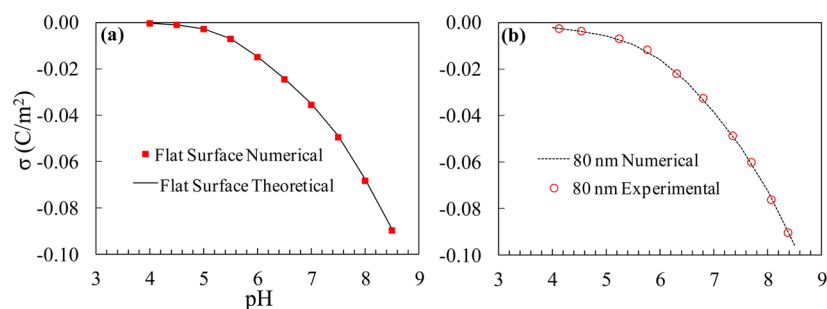 0.00
-0.02
-0.04
-0.06
-0.08
-0.10
σ (C/m²)
(a)
Flat Surface Numerical
Flat Surface Theoretical
3 4 5 6 7 8 9
pH
0.00
-0.02
-0.04
-0.06
-0.08
-0.10
(b)
80 nm Numerical
80 nm Experimental
3 4 5 6 7 8 9